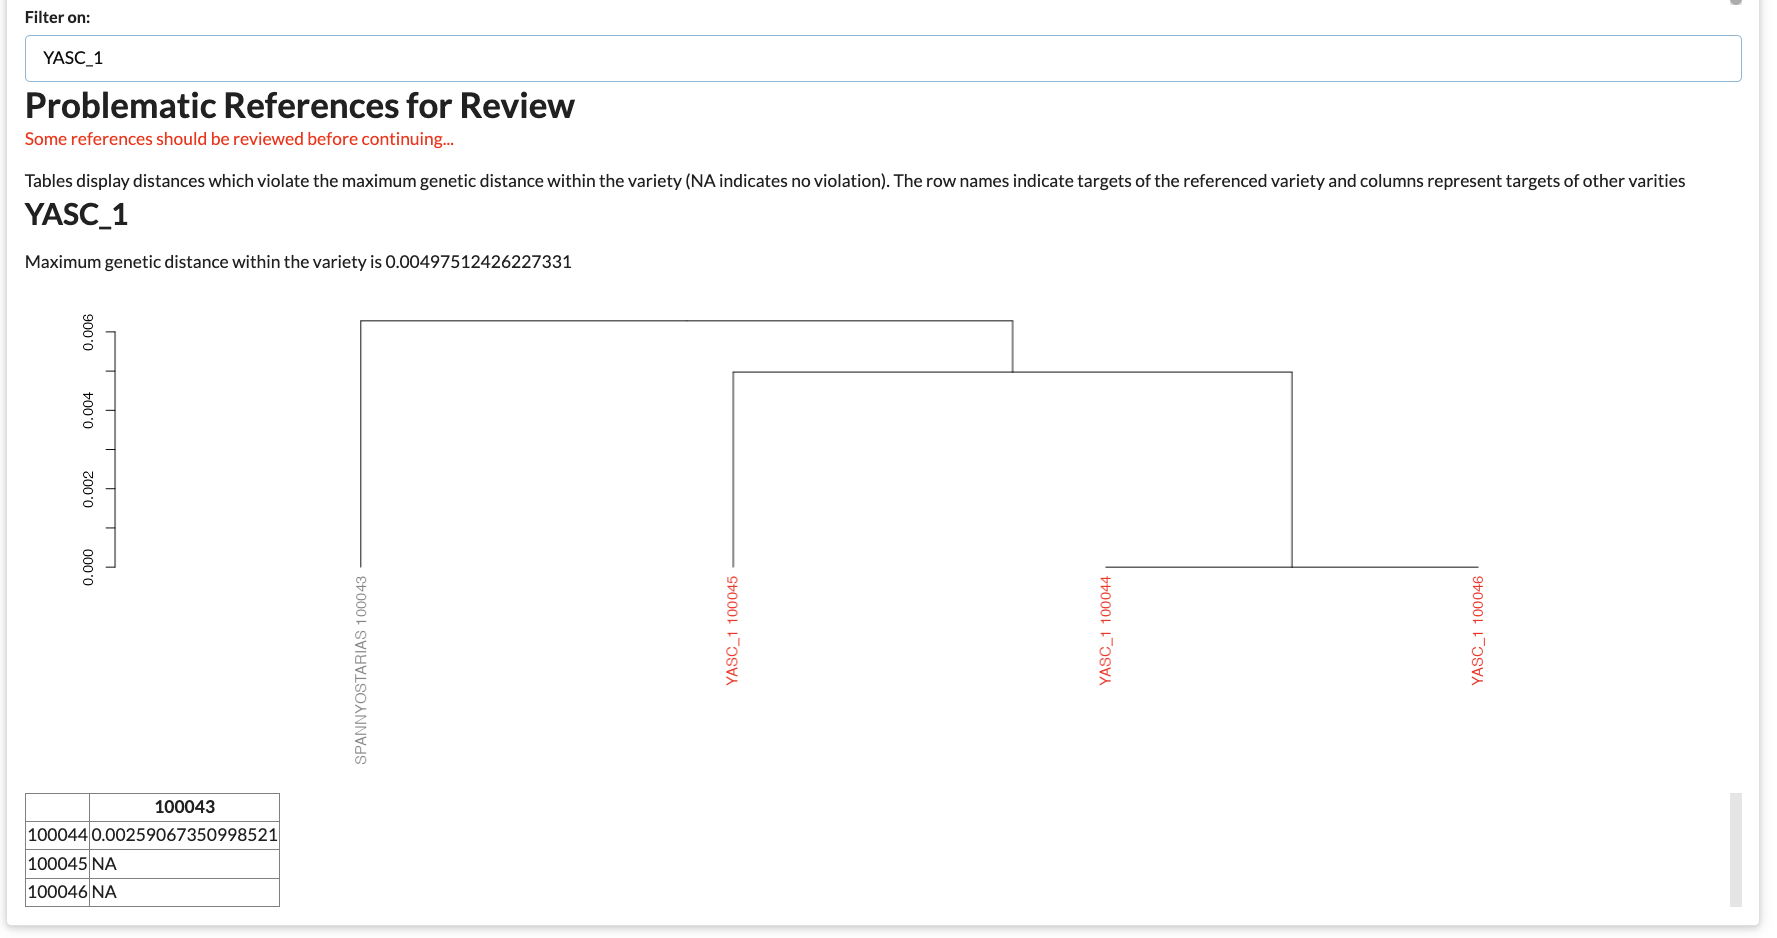 Filter on:
YASC_1
Problematic References for Review
Some references should be reviewed before continuing...
Tables display distances which violate the maximum genetic distance within the variety (NA indicates no violation). The row names indicate targets of the referenced variety and columns represent targets of other varities
YASC_1
Maximum genetic distance within the variety is 0.00497512426227331
0.006
0.004
0.002
0.000
SPANNYOSTARIAS 100043
YASC_1 100045
YASC_1 100044
YASC_1 100046
100043
100044 0.00259067350998521
100045 NA
100046 NA